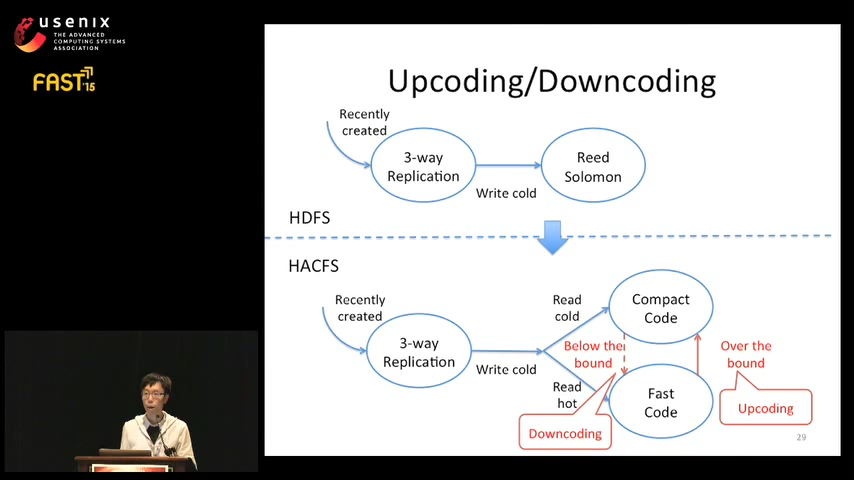 usenix
THE ADVANCED
COMPUTING SYSTEMS
ASSOCIATION
FAST'15
Upcoding/Downcoding
Recently
created
3-way
Replication
Write cold
Reed
Solomon
HDFS
HACFS
Recently
created
3-way
Replication
Write cold
Read
cold
Read
hot
Compact
Code
Below the
bound
Over the
bound
Fast
Code
Downcoding
Upcoding
29